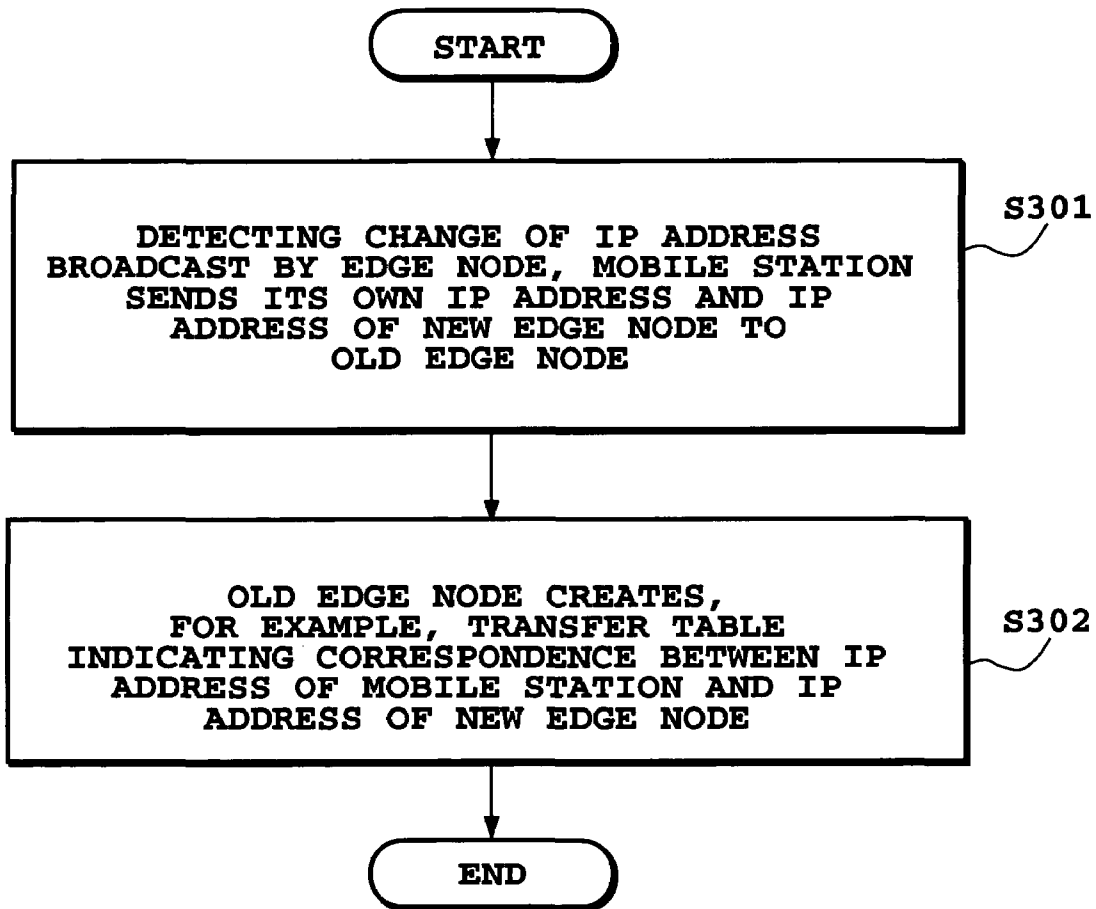 START
DETECTING CHANGE OF IP ADDRESS
BROADCAST BY EDGE NODE, MOBILE STATION
SENDS ITS OWN IP ADDRESS AND IP
ADDRESS OF NEW EDGE NODE TO
OLD EDGE NODE
S301
OLD EDGE NODE CREATES,
FOR EXAMPLE, TRANSFER TABLE
INDICATING CORRESPONDENCE BETWEEN IP
ADDRESS OF MOBILE STATION AND IP
ADDRESS OF NEW EDGE NODE
S302
END